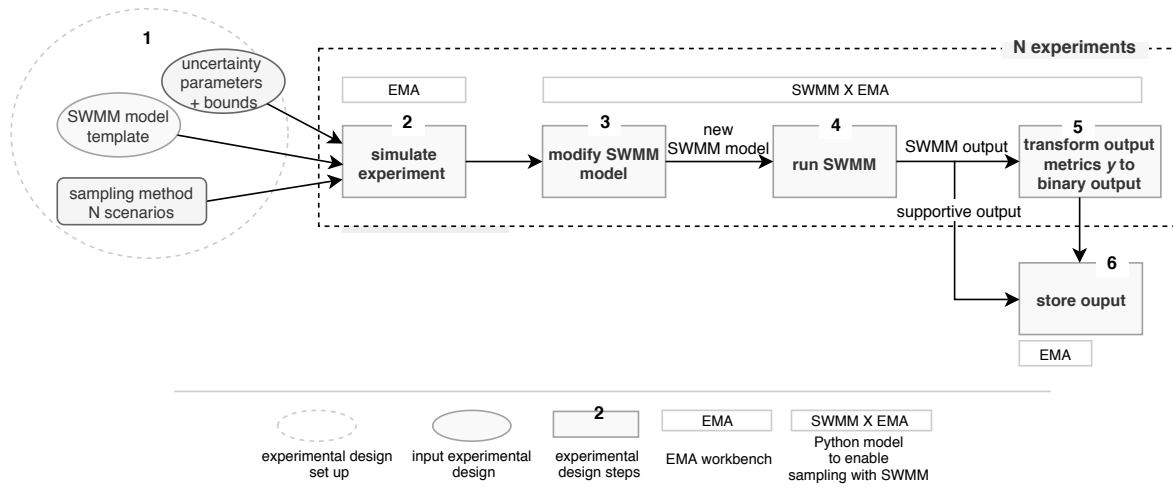 1
N experiments
uncertainty
parameters
+ bounds
EMA
SWMM X EMA
SWMM model
template
2
simulate
experiment
3
modify SWMM
model
new
SWMM model
4
run SWMM
SWMM output
5
transform output
metrics y to
binary output
sampling method
N scenarios
supportive output
6
store ouput
EMA
2
EMA
SWMM X EMA
experimental design
set up
input experimental
design
experimental
design steps
EMA workbench
Python model
to enable
sampling with SWMM